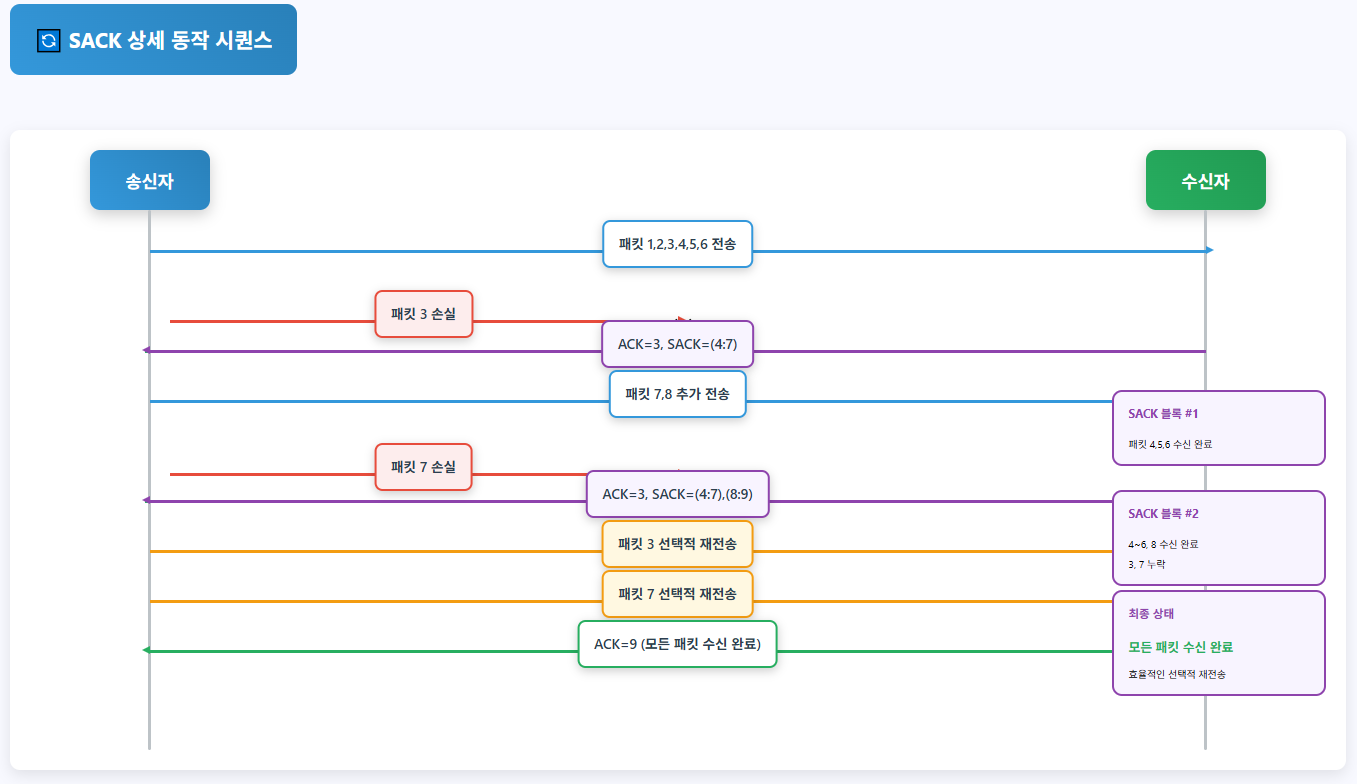 SACK 상세 동작 시퀀스
송신자
수신자
패킷 1,2,3,4,5,6 전송
패킷 3 손실
ACK=3, SACK=(4:7)
패킷 7,8 추가 전송
SACK 블록 #1
패킷 4,5,6 수신 완료
패킷 7 손실
ACK=3, SACK=(4:7),(8:9)
SACK 블록 #2
4~6, 8 수신 완료
3, 7 누락
패킷 3 선택적 재전송
패킷 7 선택적 재전송
최종 상태
모든 패킷 수신 완료
효율적인 선택적 재전송
ACK=9 (모든 패킷 수신 완료)